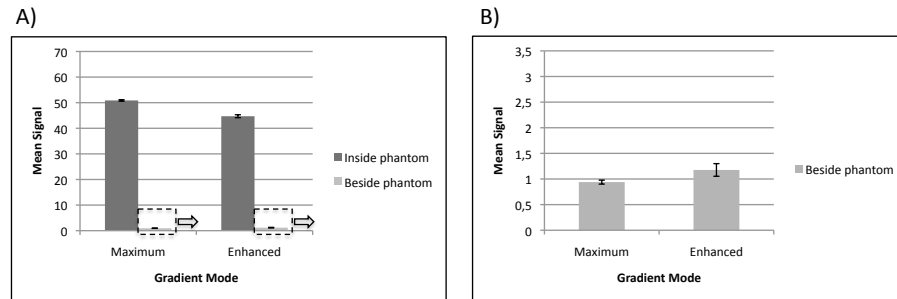 A)
70
60
50
40
30
20
10
0
Mean Signal
Maximum
Enhanced
Gradient Mode
Inside phantom
Beside phantom
B)
3,5
3
2,5
2
1,5
1
0,5
0
Mean Signal
Maximum
Enhanced
Gradient Mode
Beside phantom